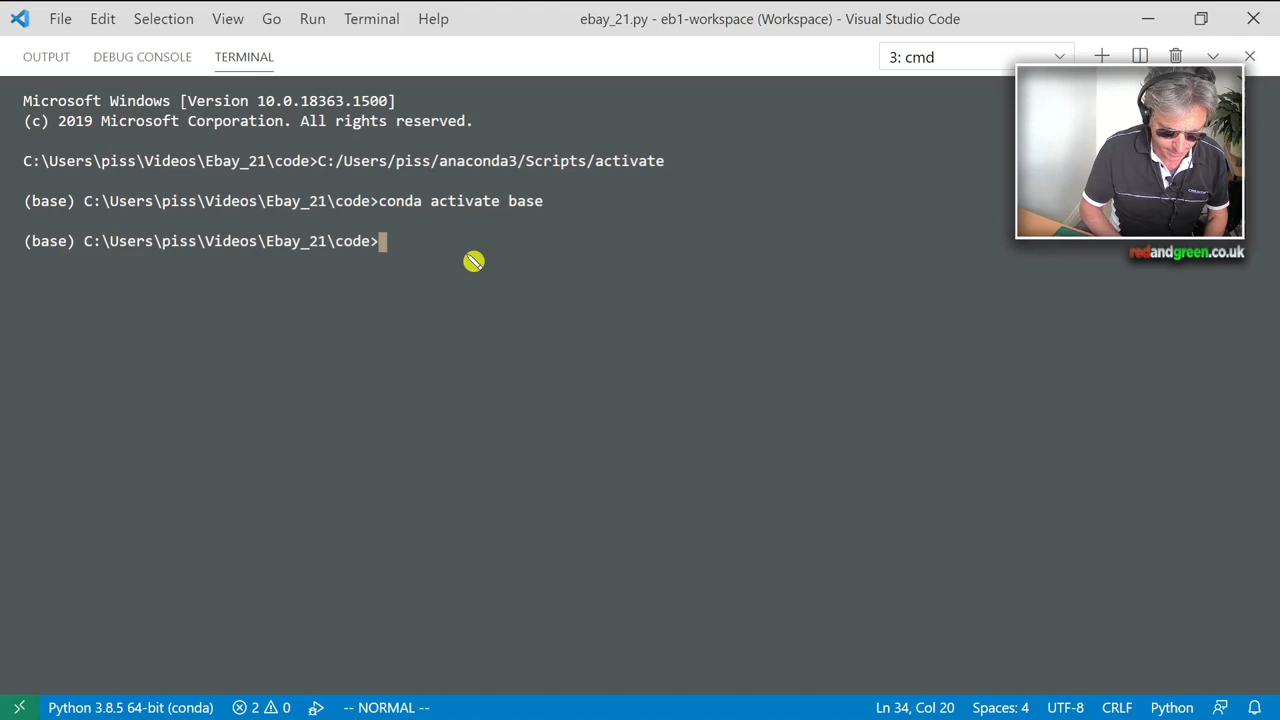 File Edit Selection View Go Run Terminal Help ebay_21.py - eb1-workspace (Workspace) - Visual Studio Code
OUTPUT DEBUG CONSOLE TERMINAL 3: cmd
Microsoft Windows [Version 10.0.18363.1500]
(c) 2019 Microsoft Corporation. All rights reserved.
C:\Users\piss\Videos\Ebay_21\code>C:/Users/piss/anaconda3/Scripts/activate
(base) C:\Users\piss\Videos\Ebay_21\code>conda activate base
(base) C:\Users\piss\Videos\Ebay_21\code>
redandgreen.co.uk
Python 3.8.5 64-bit (conda) 2 0 -- NORMAL -- Ln 34, Col 20 Spaces: 4 UTF-8 CRLF Python